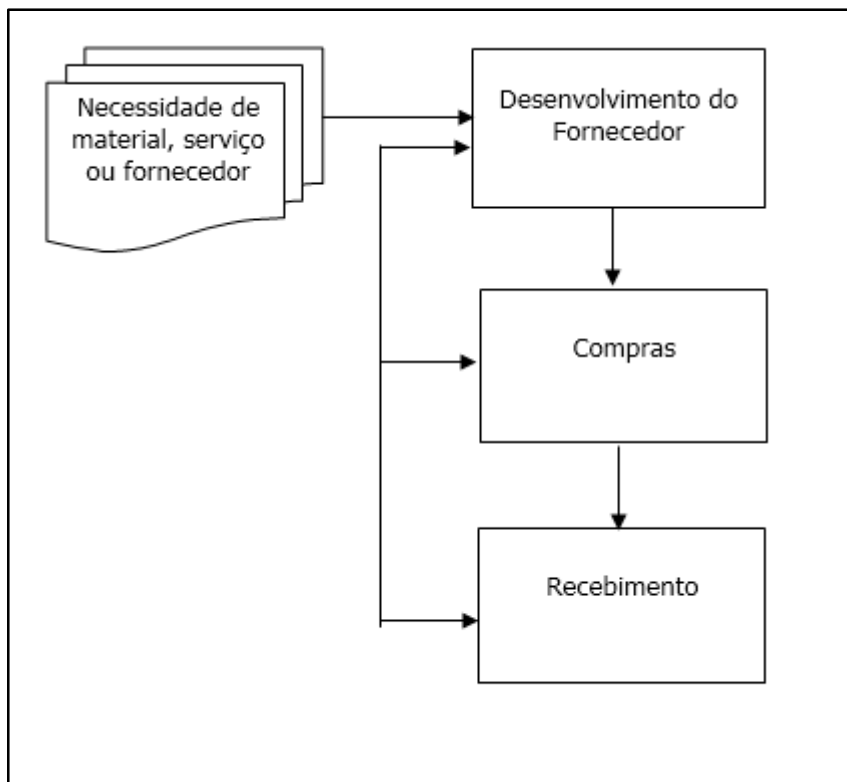 Necessidade de
material, serviço
ou fornecedor
Desenvolvimento do
Fornecedor
Compras
Recebimento